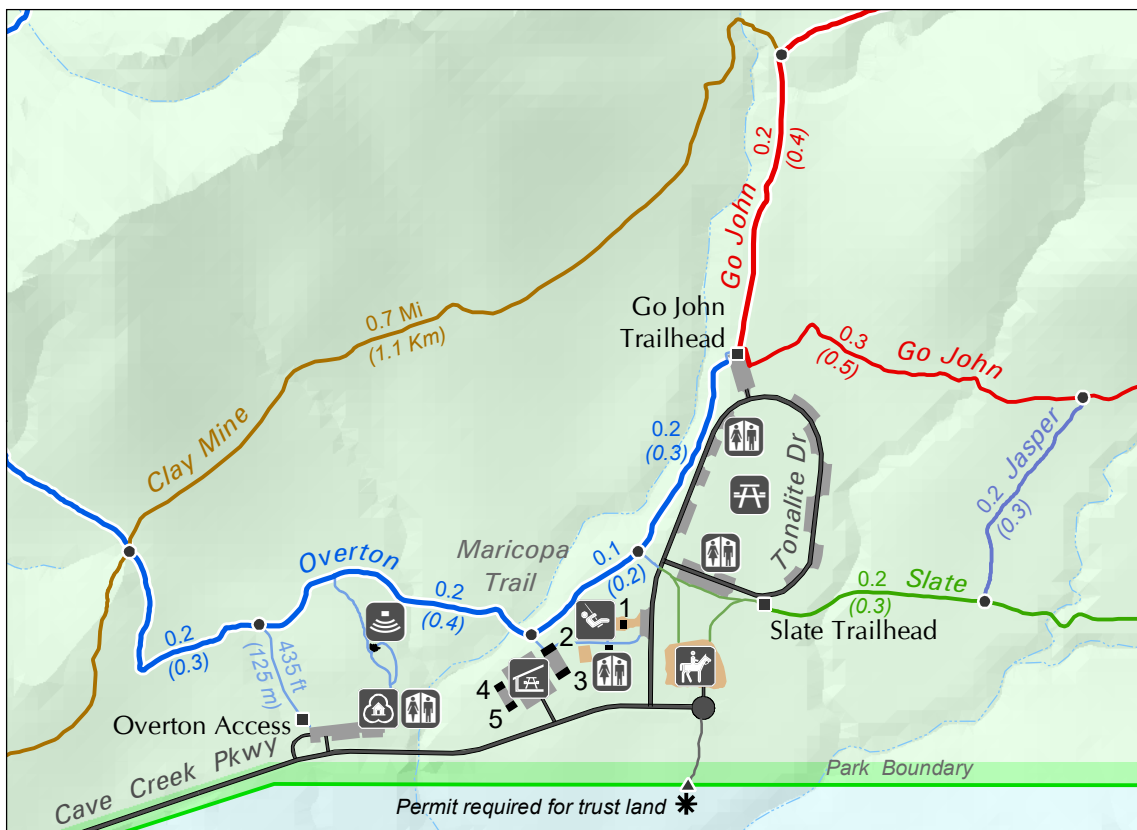 0.2
(0.4)
Go John
Go John
Trailhead
0.3
(0.5)
Go John
0.7 Mi
(1.1 Km)
Clay Mine
0.2
(0.3)
0.2 Jasper
(0.3)
Tonalite Dr
Maricopa
Trail
0.1
(0.2)
Overton
0.2
(0.4)
0.2
(0.3)
435 ft
(125 m)
0.2 Slate
(0.3)
Slate Trailhead
1
2
3
4
5
Overton Access
Cave Creek Pkwy
Park Boundary
Permit required for trust land ✱